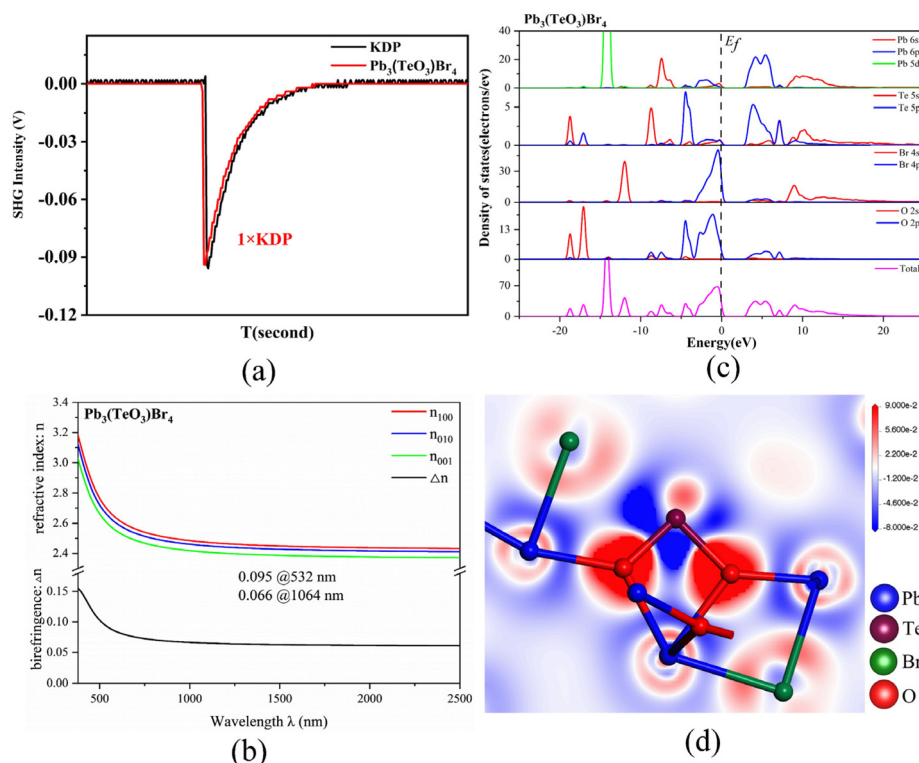 KDP
Pb₃(TeO₃)Br₄
0.00
-0.03
-0.06
-0.09
-0.12
SHG Intensity (V)
1×KDP
T(second)
(a)
Pb₃(TeO₃)Br₄
Ef
Pb 6s
Pb 6p
Pb 5d
Te 5s
Te 5p
Br 4s
Br 4p
O 2s
O 2p
Total
40
20
0
5
0
30
0
13
0
70
0
Density of states(electrons/ev)
-20
-10
0
10
20
Energy(eV)
(c)
Pb₃(TeO₃)Br₄
n₁₀₀
n₀₁₀
n₀₀₁
△n
3.4
3.2
3.0
2.8
2.6
2.4
0.15
0.10
0.05
0.00
refractive index: n
birefringence: △n
0.095 @532 nm
0.066 @1064 nm
500
1000
1500
2000
2500
Wavelength λ (nm)
(b)
9.000e-2
5.600e-2
2.200e-2
-1.200e-2
-4.600e-2
-8.000e-2
Pb
Te
Br
O
(d)